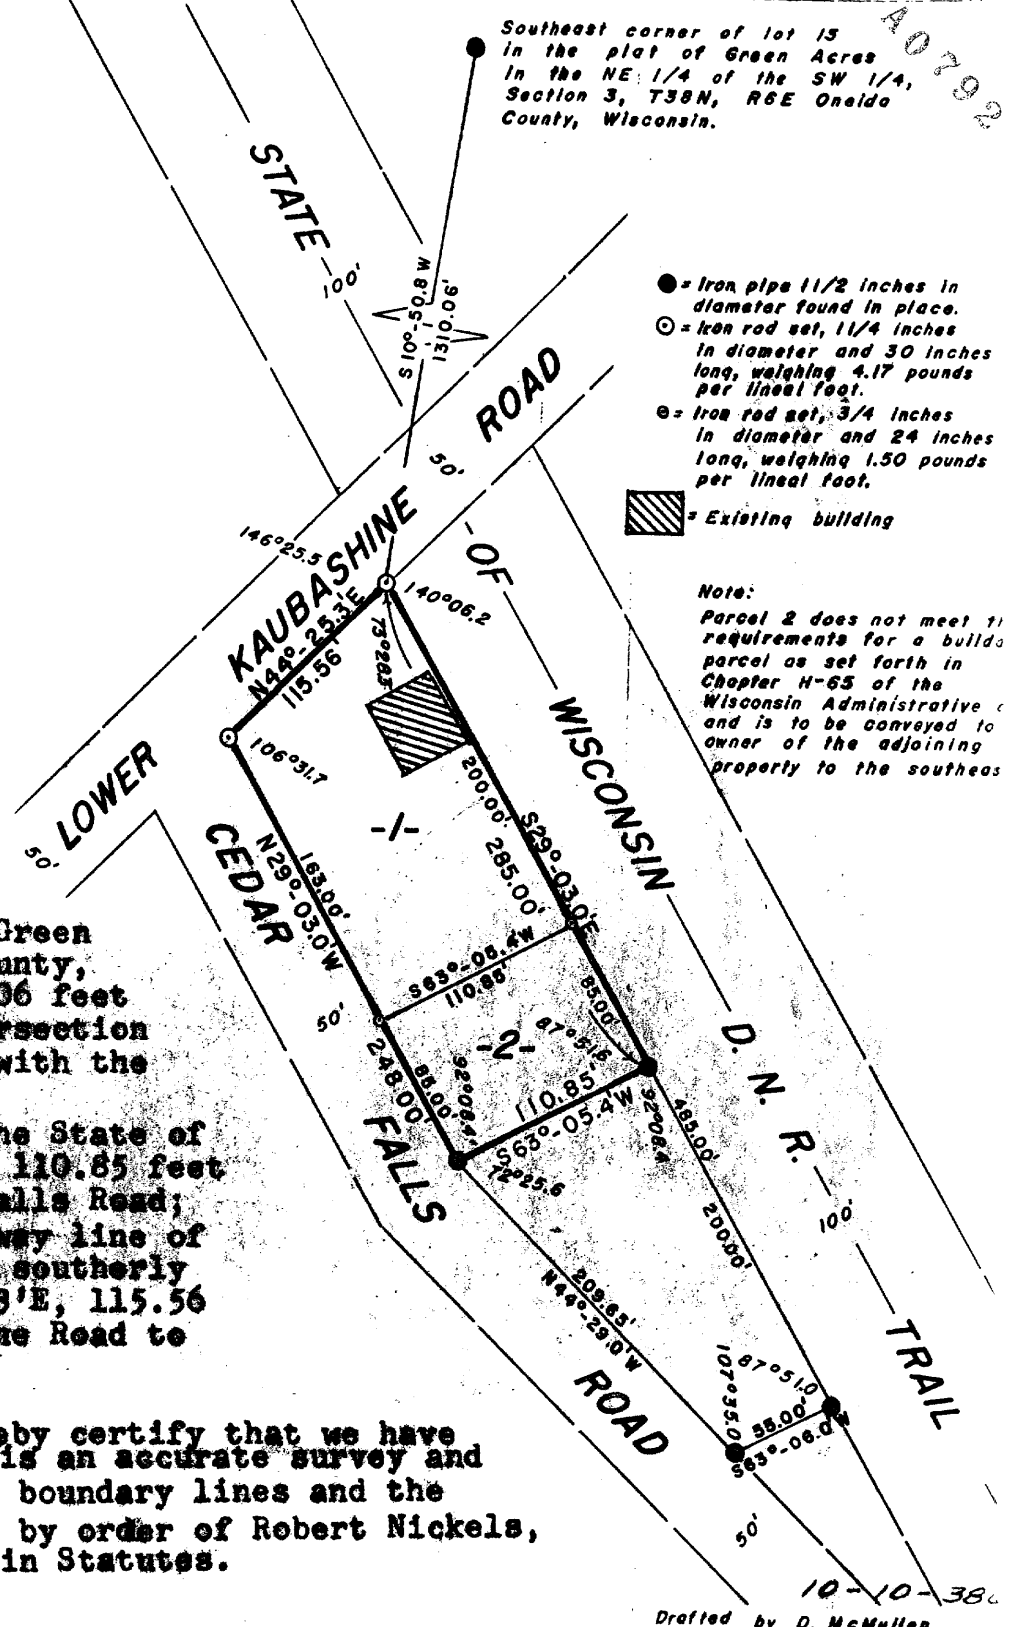 A0792
Southeast corner of lot 15
in the plat of Green Acres
in the NE 1/4 of the SW 1/4,
Section 3, T38N, R6E Oneida
County, Wisconsin.
STATE
100'
S10°-50.8 W
1310.06'
= Iron pipe 1 1/2 inches in
diameter found in place.
= Iron rod set, 1 1/4 inches
in diameter and 30 inches
long, weighing 4.17 pounds
per lineal foot.
= Iron rod set, 3/4 inches
in diameter and 24 inches
long, weighing 1.50 pounds
per lineal foot.
= Existing building
ROAD
50'
KAUBASHINE
146°25.5
-OF
140°06.2
Note:
Parcel 2 does not meet
requirements for a
parcel as set forth in
Chapter H-65 of the
Wisconsin Administrative
and is to be conveyed to
owner of the adjoining
property to the
N44°-25.3'E
115.56'
73°28.3
106°31.7
LOWER
50'
WISCONSIN
200.00'
S29°-03.0'E
285.00'
-1-
CEDAR
163.00'
N29°-03.0'W
S63°-05.4'W
110.85'
50'
85.00'
-2-
87°51.6
248.00'
85.00'
92°08.4
110.85'
S63°-05.4'W
92°08.4
72°25.6
FALLS
D. N. R.
485.00'
200.00'
100'
209.65'
N44°-29.0'W
ROAD
TRAIL
107°35.0
87°51.0
55.00'
S63°-06.0'W
50'
Green
06 feet
with the
State of
110.85 feet
Road;
way line of
southerly
3'E, 115.56
Road to
certify that we have
is an accurate survey and
boundary lines and the
by order of Robert Nickels,
in Statutes.
10-10-38
Drafted by D. McMullen